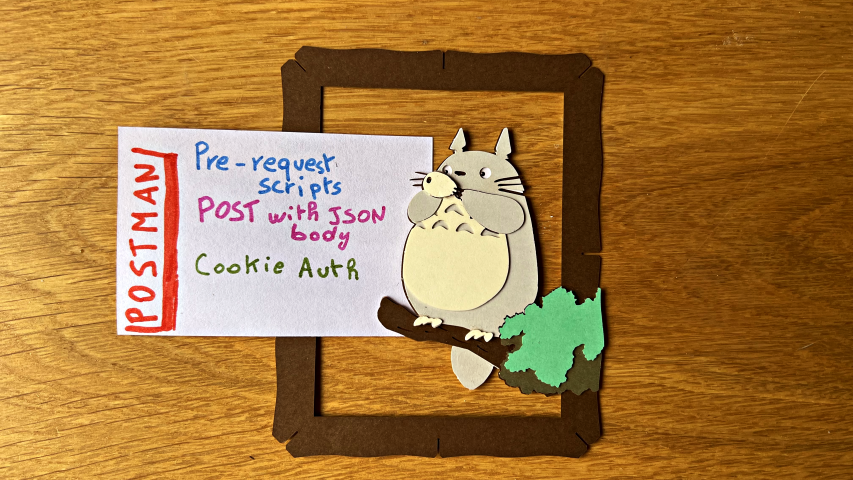 POSTMAN
Pre-request
scripts
POST with JSON
body
Cookie Auth